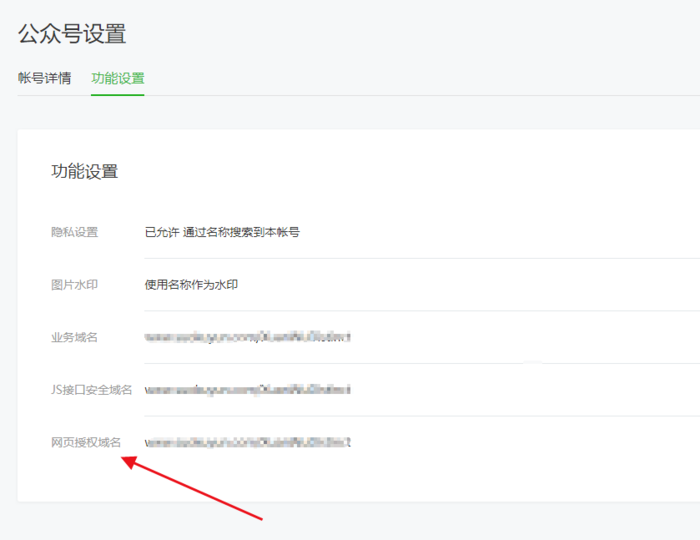 公众号设置
帐号详情 功能设置
功能设置
隐私设置 已允许 通过名称搜索到本帐号
图片水印 使用名称作为水印
业务域名
JS接口安全域名
网页授权域名